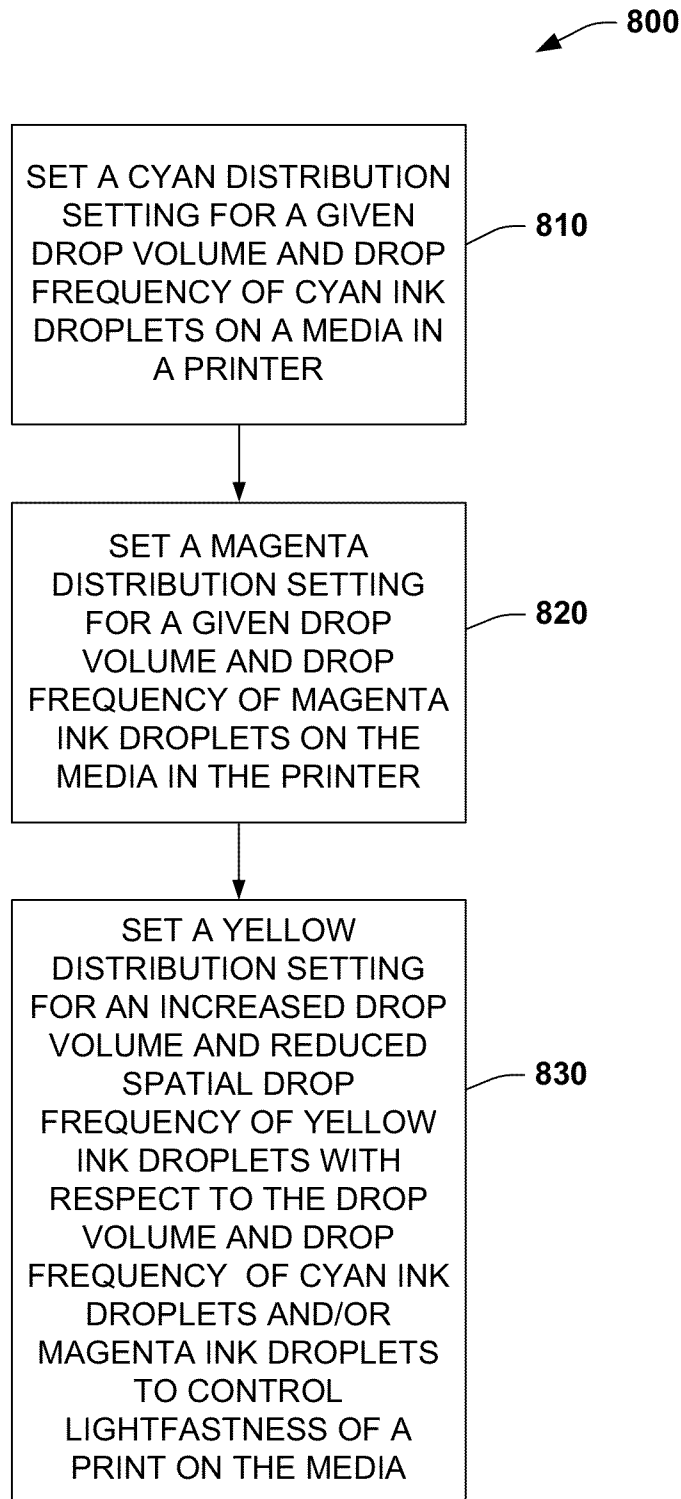 800
SET A CYAN DISTRIBUTION
SETTING FOR A GIVEN
DROP VOLUME AND DROP
FREQUENCY OF CYAN INK
DROPLETS ON A MEDIA IN
A PRINTER
810
SET A MAGENTA
DISTRIBUTION SETTING
FOR A GIVEN DROP
VOLUME AND DROP
FREQUENCY OF MAGENTA
INK DROPLETS ON THE
MEDIA IN THE PRINTER
820
SET A YELLOW
DISTRIBUTION SETTING
FOR AN INCREASED DROP
VOLUME AND REDUCED
SPATIAL DROP
FREQUENCY OF YELLOW
INK DROPLETS WITH
RESPECT TO THE DROP
VOLUME AND DROP
FREQUENCY OF CYAN INK
DROPLETS AND/OR
MAGENTA INK DROPLETS
TO CONTROL
LIGHTFASTNESS OF A
PRINT ON THE MEDIA
830